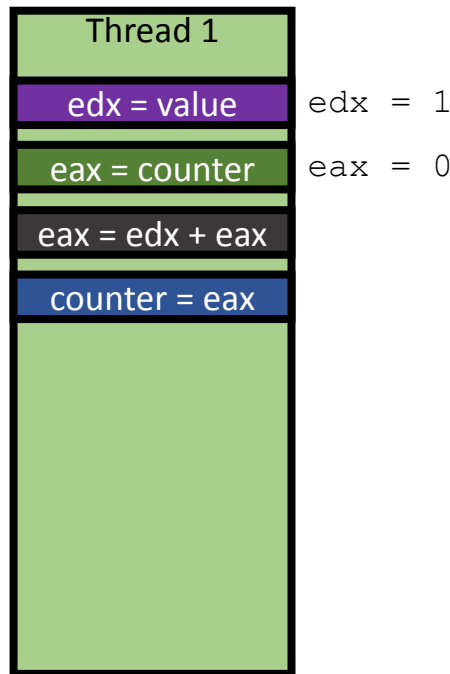 Thread 1
edx = value edx = 1
eax = counter eax = 0
eax = edx + eax
counter = eax